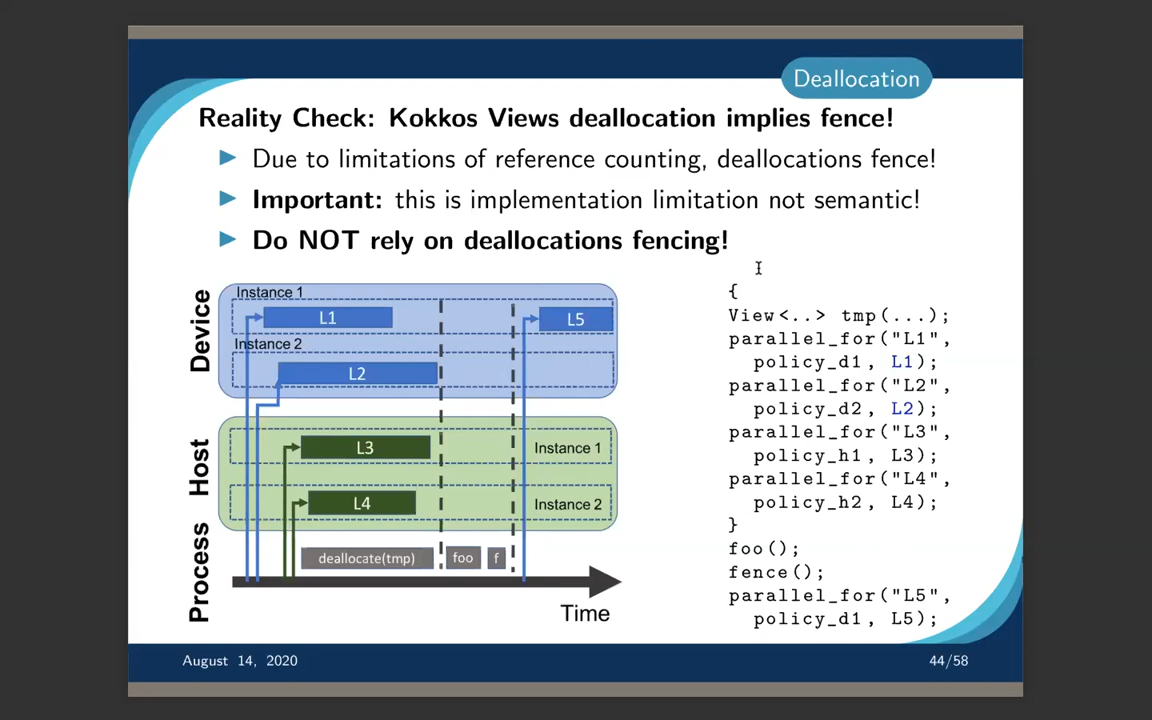 Deallocation
Reality Check: Kokkos Views deallocation implies fence!
Due to limitations of reference counting, deallocations fence!
Important: this is implementation limitation not semantic!
Do NOT rely on deallocations fencing!
Device
Instance 1
L1
L5
Instance 2
L2
Host
L3
Instance 1
L4
Instance 2
Process
deallocate(tmp)
foo
f
Time
{
View<..> tmp(...);
parallel_for("L1",
policy_d1, L1);
parallel_for("L2",
policy_d2, L2);
parallel_for("L3",
policy_h1, L3);
parallel_for("L4",
policy_h2, L4);
}
foo();
fence();
parallel_for("L5",
policy_d1, L5);
August 14, 2020
44/58